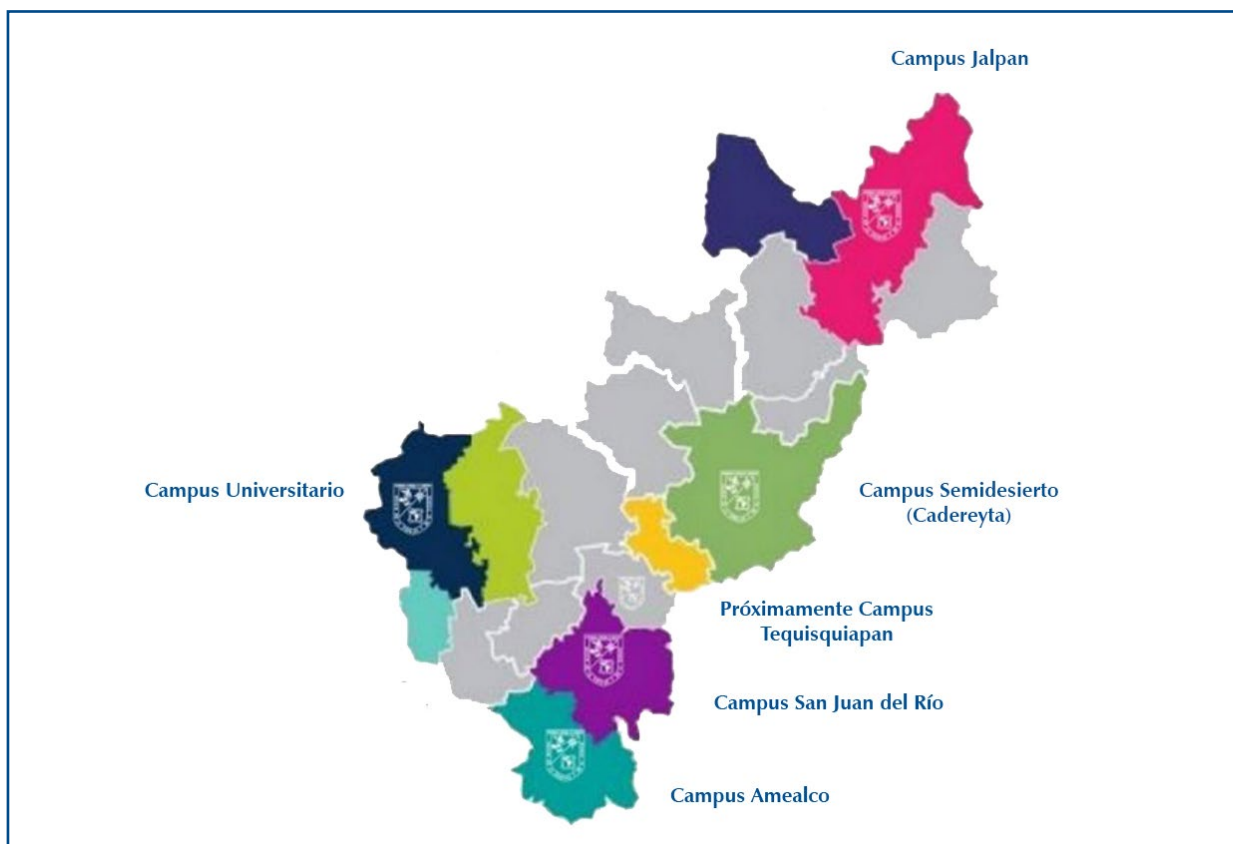 Campus Jalpan
Campus Universitario
Campus Semidesierto
(Cadereyta)
Próximamente Campus
Tequisquiapan
Campus San Juan del Río
Campus Amealco